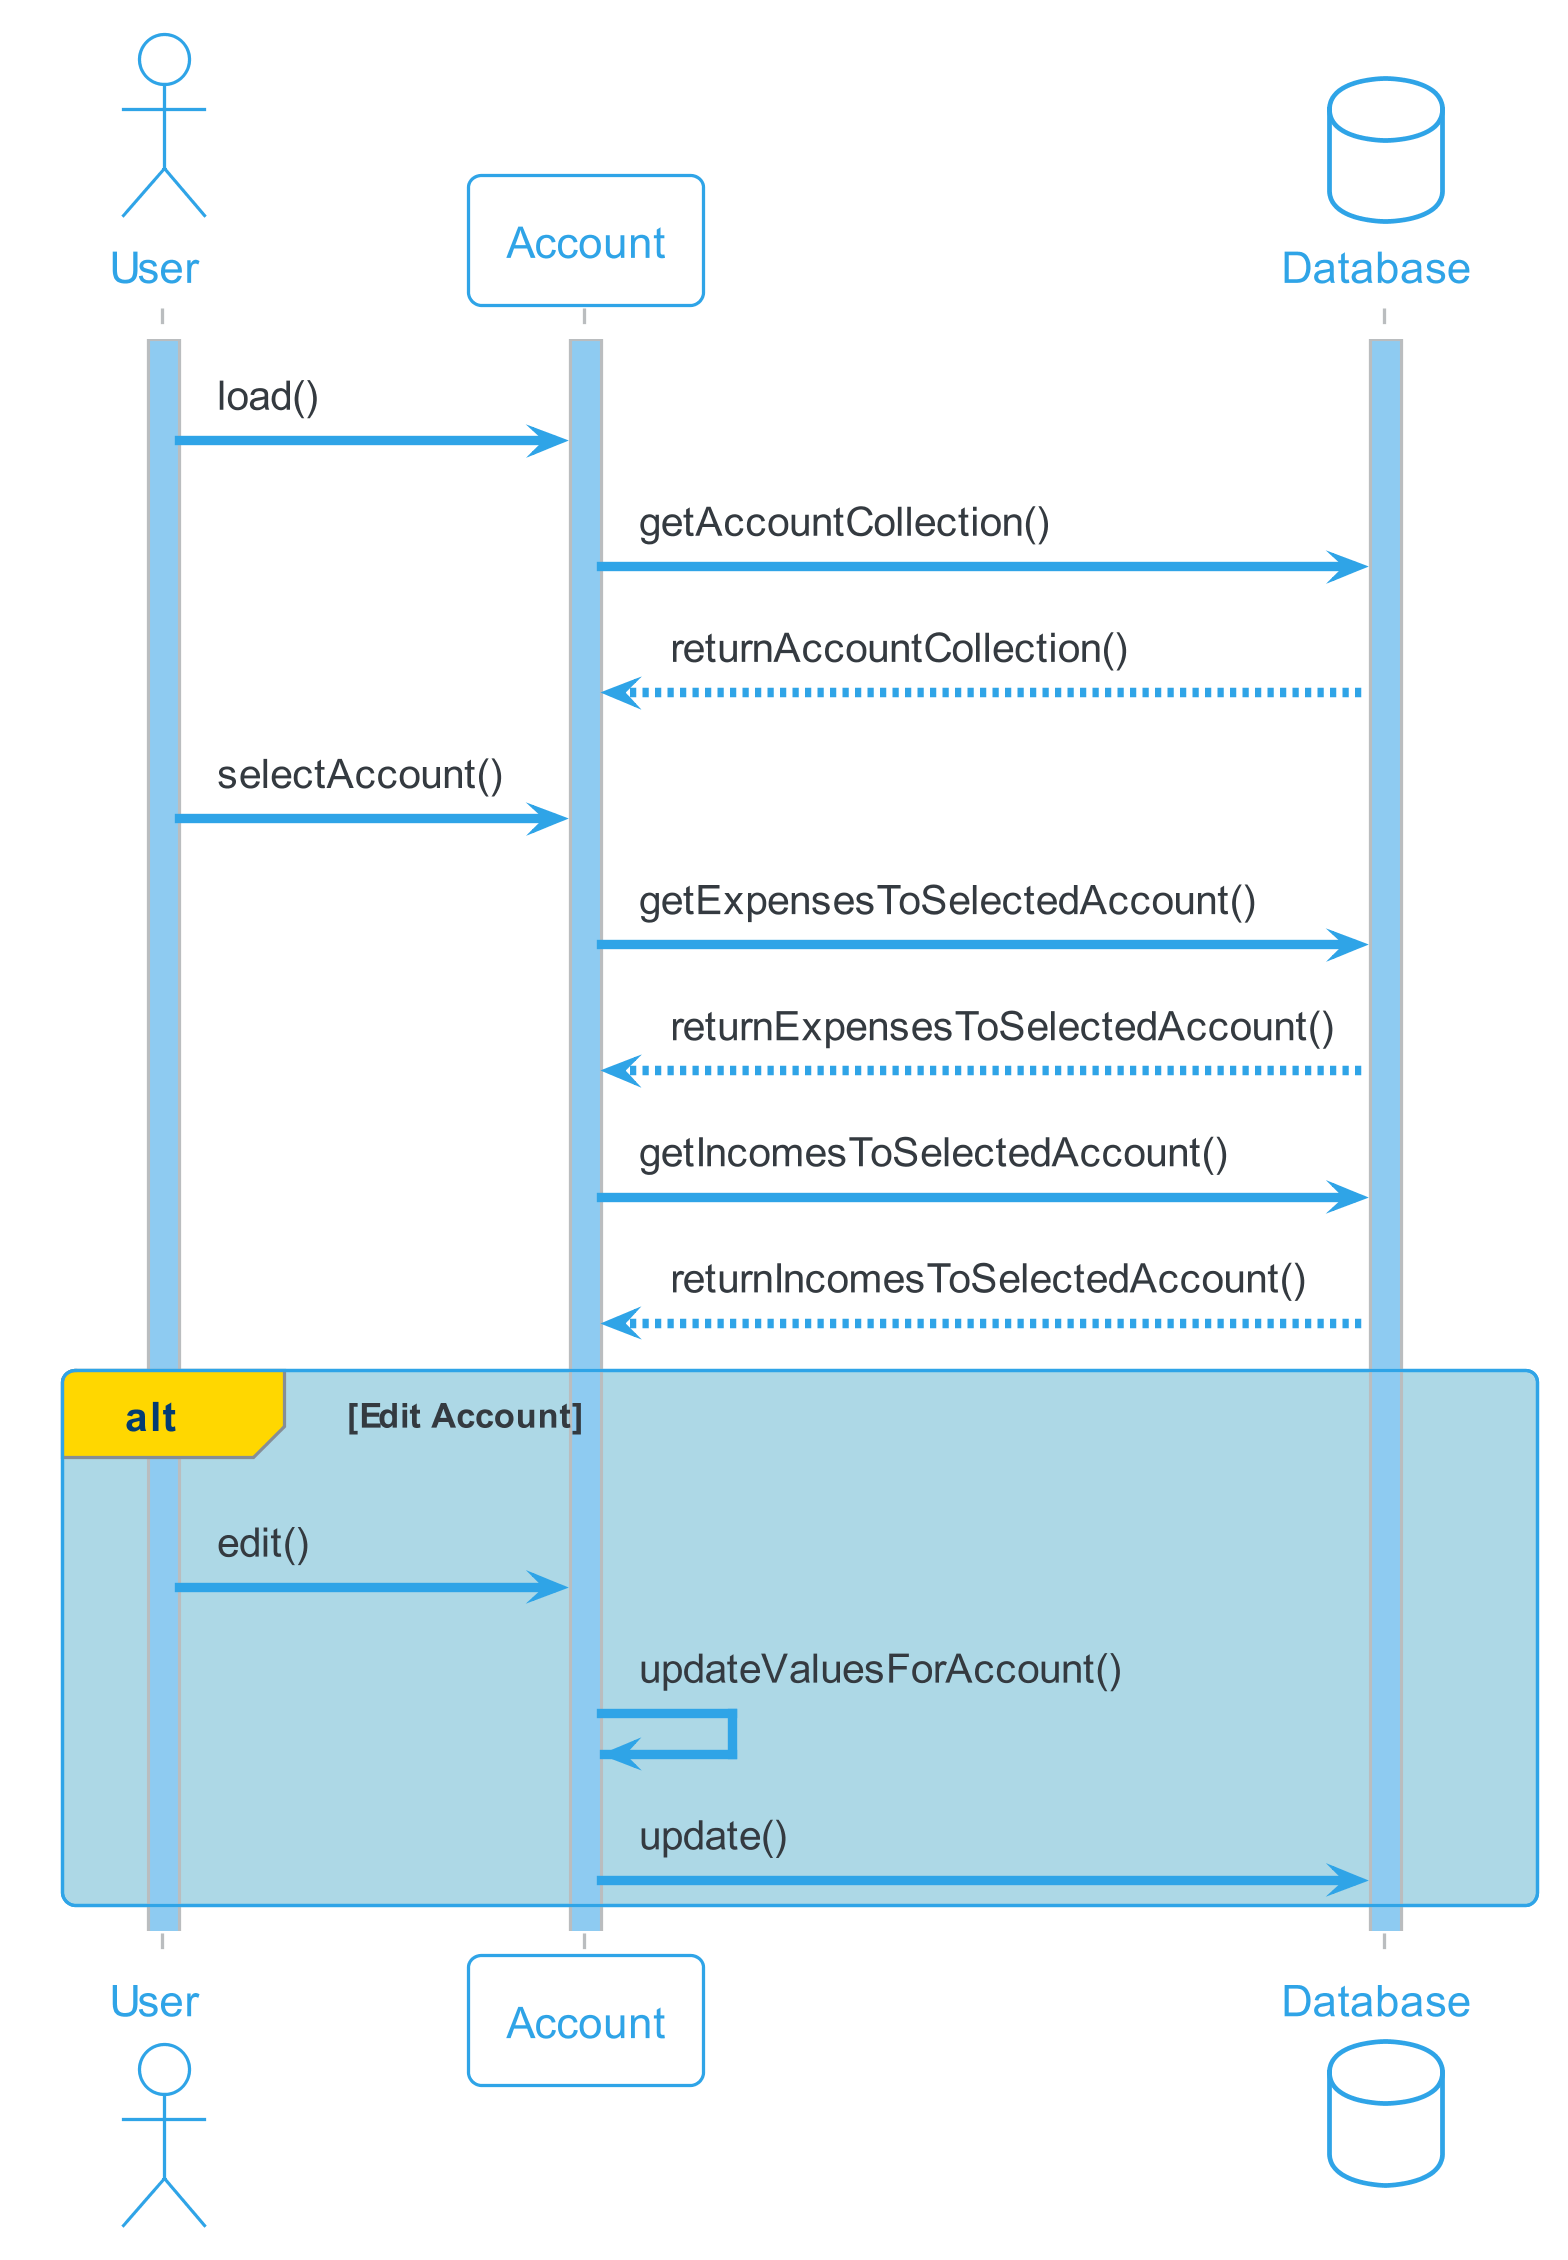 User
Account
Database
load()
getAccountCollection()
returnAccountCollection()
selectAccount()
getExpensesToSelectedAccount()
returnExpensesToSelectedAccount()
getIncomesToSelectedAccount()
returnIncomesToSelectedAccount()
alt [Edit Account]
edit()
updateValuesForAccount()
update()
User
Account
Database